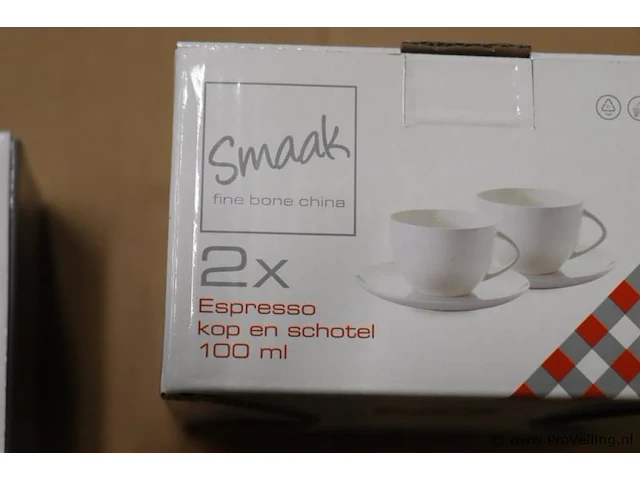 Smaak
fine bone china
2x
Espresso
kop en schotel
100 ml
© www.ProVeiling.nl